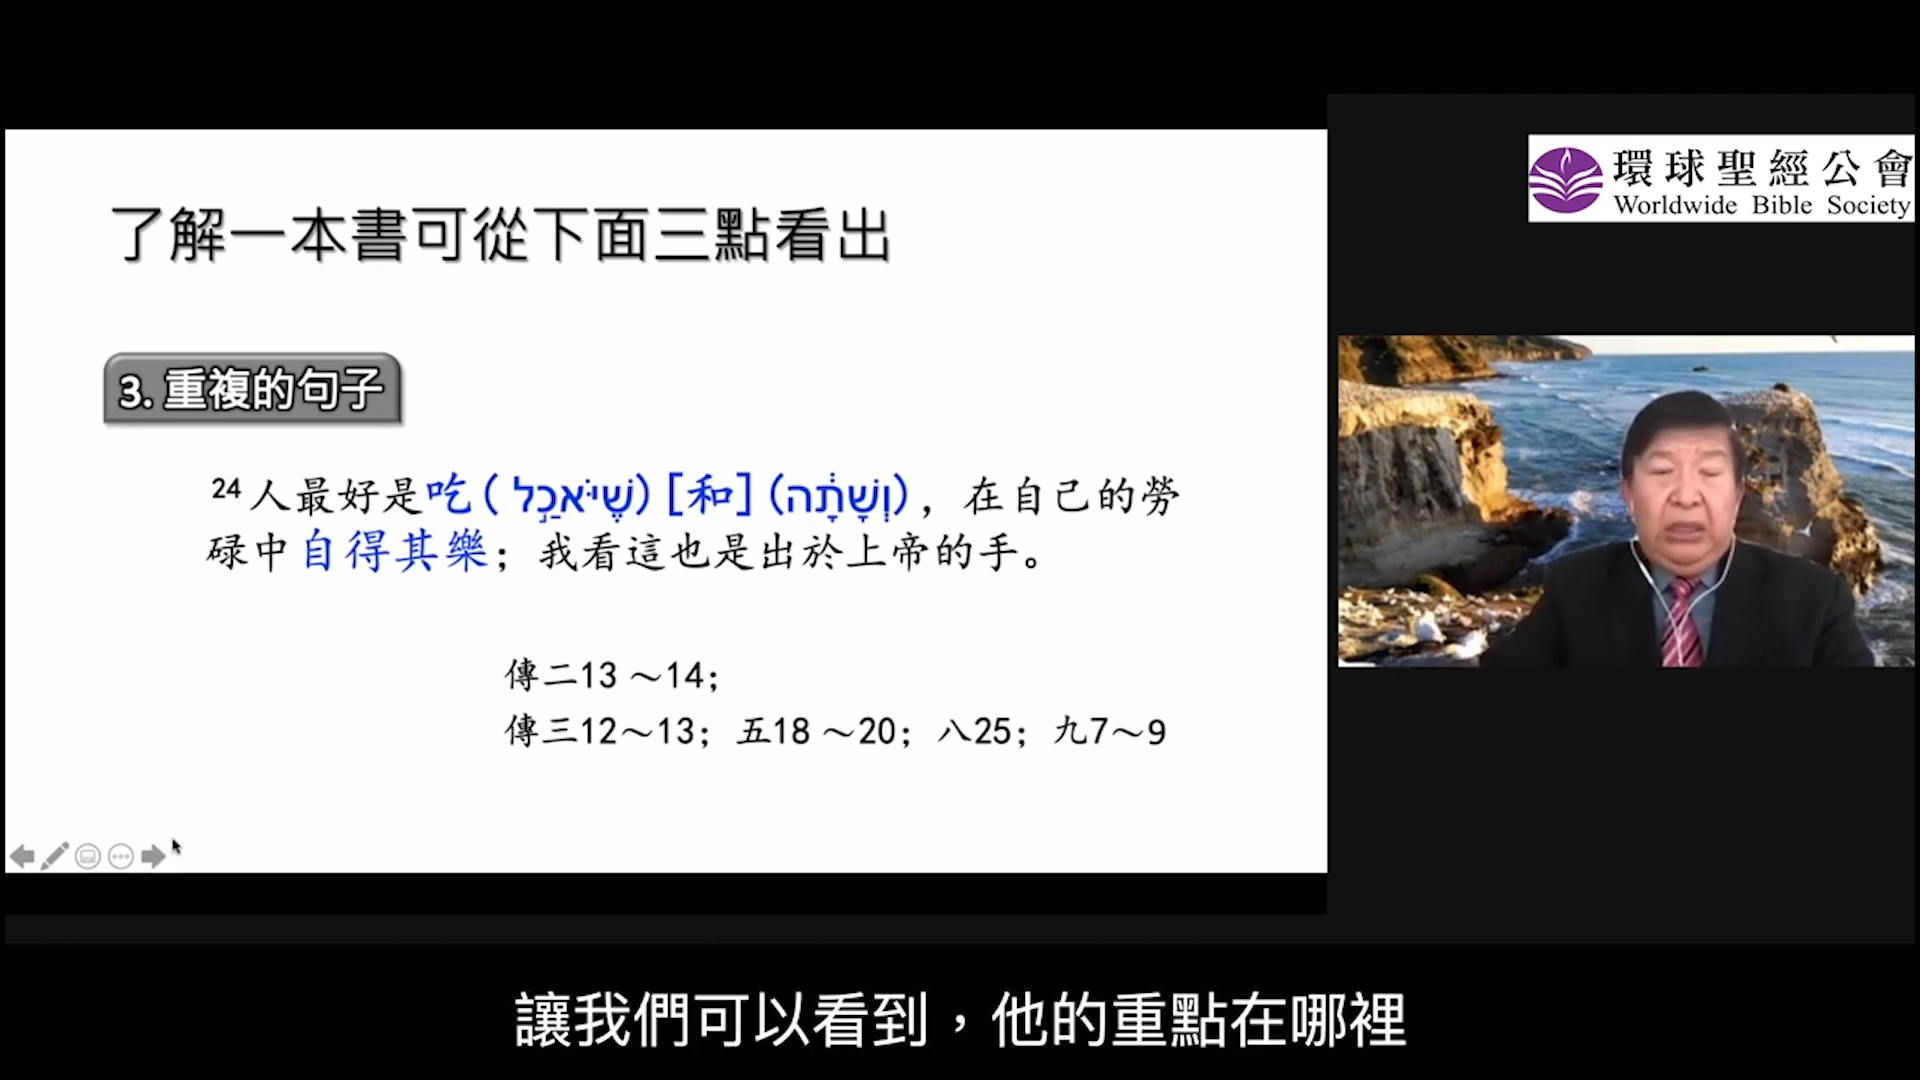 了解一本書可從下面三點看出
3. 重複的句子
24 人最好是吃 ( שֶׁיֹּאכַ֣ל) [和] (וְשָׁתָ֔ה)，在自己的勞
碌中自得其樂；我看這也是出於上帝的手。
傳二13 ～14；
傳三12～13；五18 ～20；八25；九7～9
環球聖經公會
Worldwide Bible Society
讓我們可以看到，他的重點在哪裡